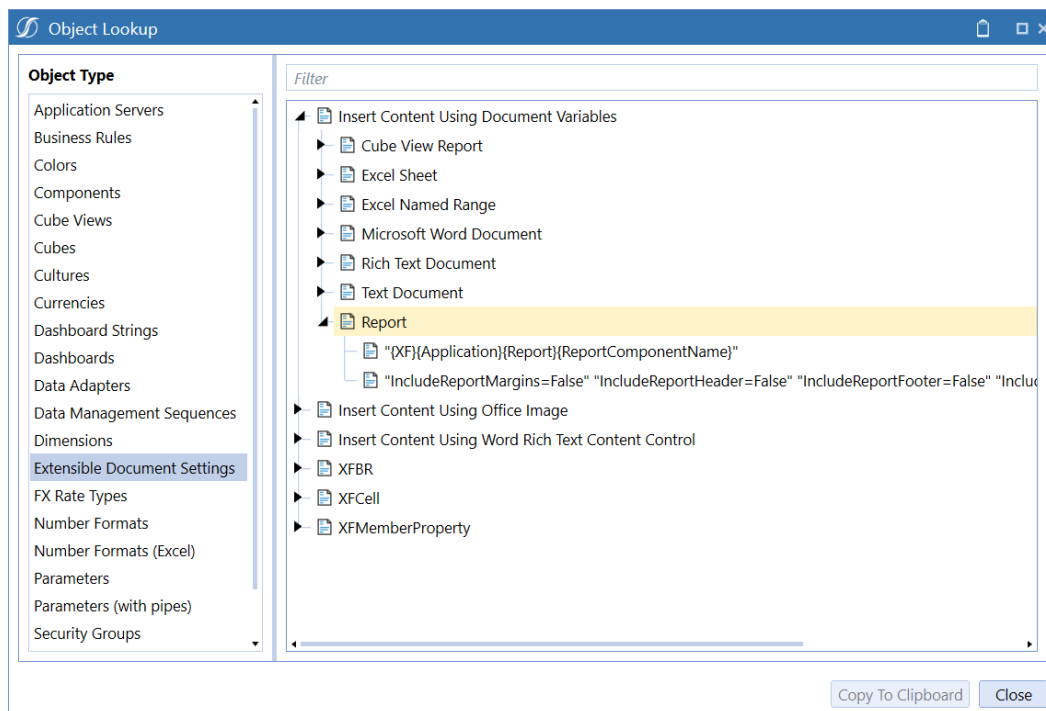 Object Lookup
Object Type
Application Servers
Business Rules
Colors
Components
Cube Views
Cubes
Cultures
Currencies
Dashboard Strings
Dashboards
Data Adapters
Data Management Sequences
Dimensions
Extensible Document Settings
FX Rate Types
Number Formats
Number Formats (Excel)
Parameters
Parameters (with pipes)
Security Groups
Filter
Insert Content Using Document Variables
Cube View Report
Excel Sheet
Excel Named Range
Microsoft Word Document
Rich Text Document
Text Document
Report
"{XF}{Application}{Report}{ReportComponentName}"
"IncludeReportMargins=False" "IncludeReportHeader=False" "IncludeReportFooter=False" "Includ
Insert Content Using Office Image
Insert Content Using Word Rich Text Content Control
XFBR
XFCell
XFMemberProperty
Copy To Clipboard
Close